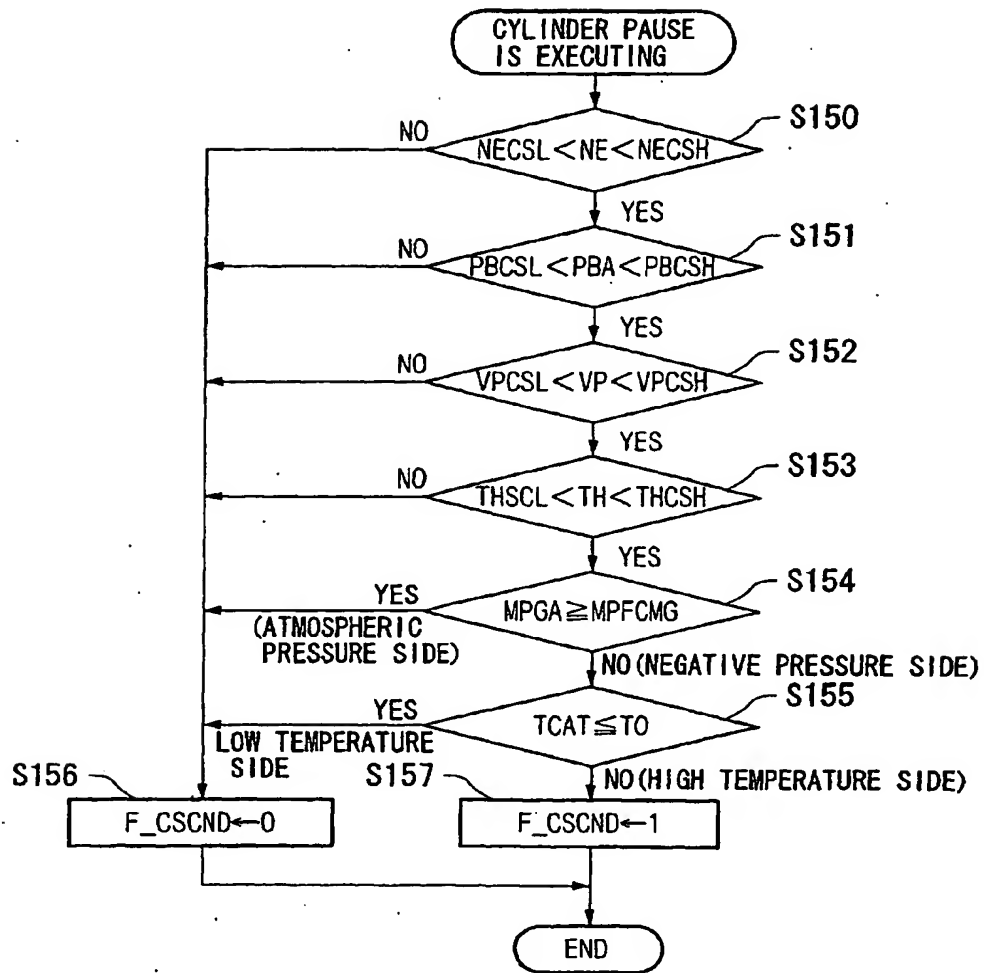 CYLINDER PAUSE
IS EXECUTING
S150
NO
NECSL<NE<NECSH
YES
S151
NO
PBCSL<PBA<PBCSH
YES
S152
NO
VPCSL<VP<VPCSH
YES
S153
NO
THSCL<TH<THCSH
YES
S154
YES
MPGA≧MPFCMG
(ATMOSPHERIC
PRESSURE SIDE)
NO(NEGATIVE PRESSURE SIDE)
S155
YES
TCAT≦TO
LOW TEMPERATURE
SIDE
NO(HIGH TEMPERATURE SIDE)
S156
S157
F_CSCND←0
F_CSCND←1
END